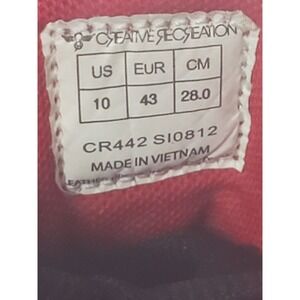 CREATIVE RECREATION
US EUR CM
10 43 28.0
CR442 SI0812
MADE IN VIETNAM